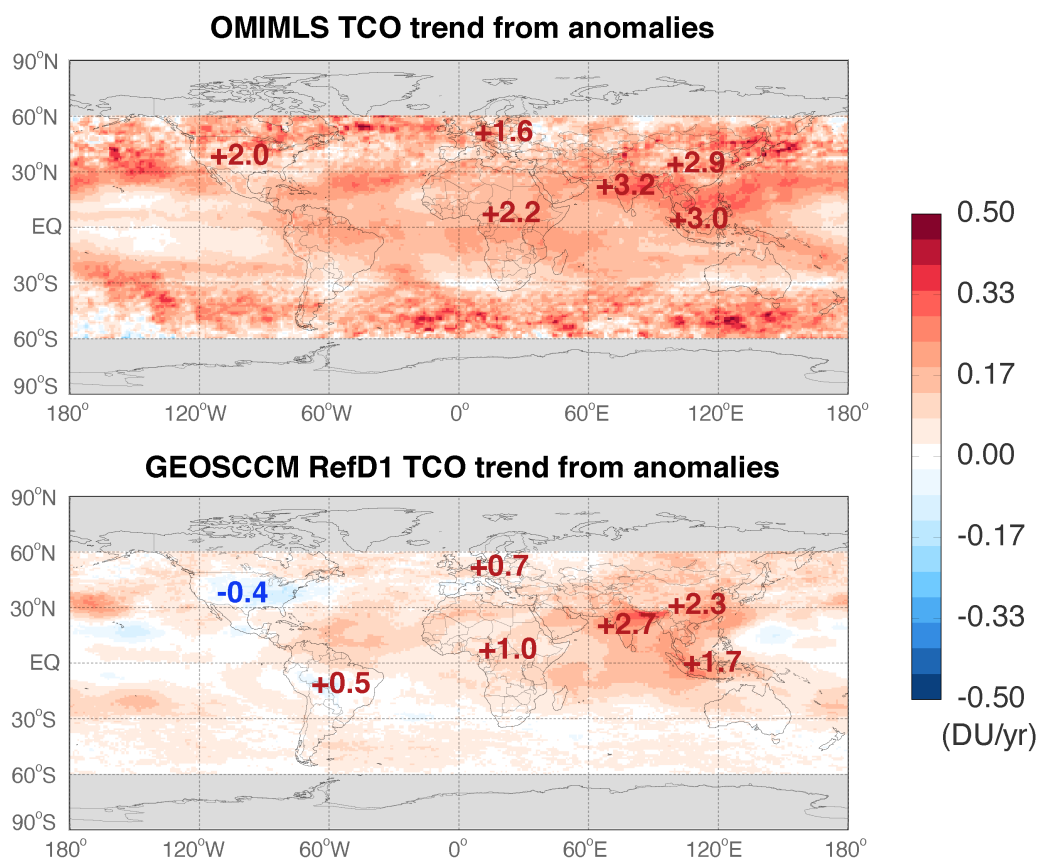 OMIMLS TCO trend from anomalies
90°N
60°N
30°N
EQ
30°S
60°S
90°S
+2.0
+1.6
+2.9
+3.2
+2.2
+3.0
180° 120°W 60°W 0° 60°E 120°E 180°
GEOSCCM RefD1 TCO trend from anomalies
90°N
60°N
30°N
EQ
30°S
60°S
90°S
+0.7
-0.4
+2.3
+2.7
+1.0
+1.7
+0.5
180° 120°W 60°W 0° 60°E 120°E 180°
0.50
0.33
0.17
0.00
-0.17
-0.33
-0.50
(DU/yr)